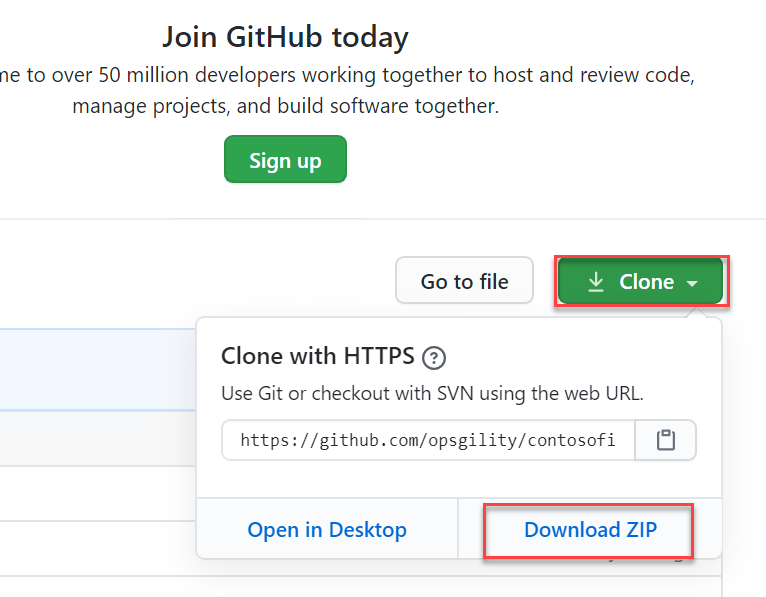 Join GitHub today
me to over 50 million developers working together to host and review code,
manage projects, and build software together.
Sign up
Go to file
Clone
Clone with HTTPS ?
Use Git or checkout with SVN using the web URL.
https://github.com/opsgility/contosofi
Open in Desktop
Download ZIP